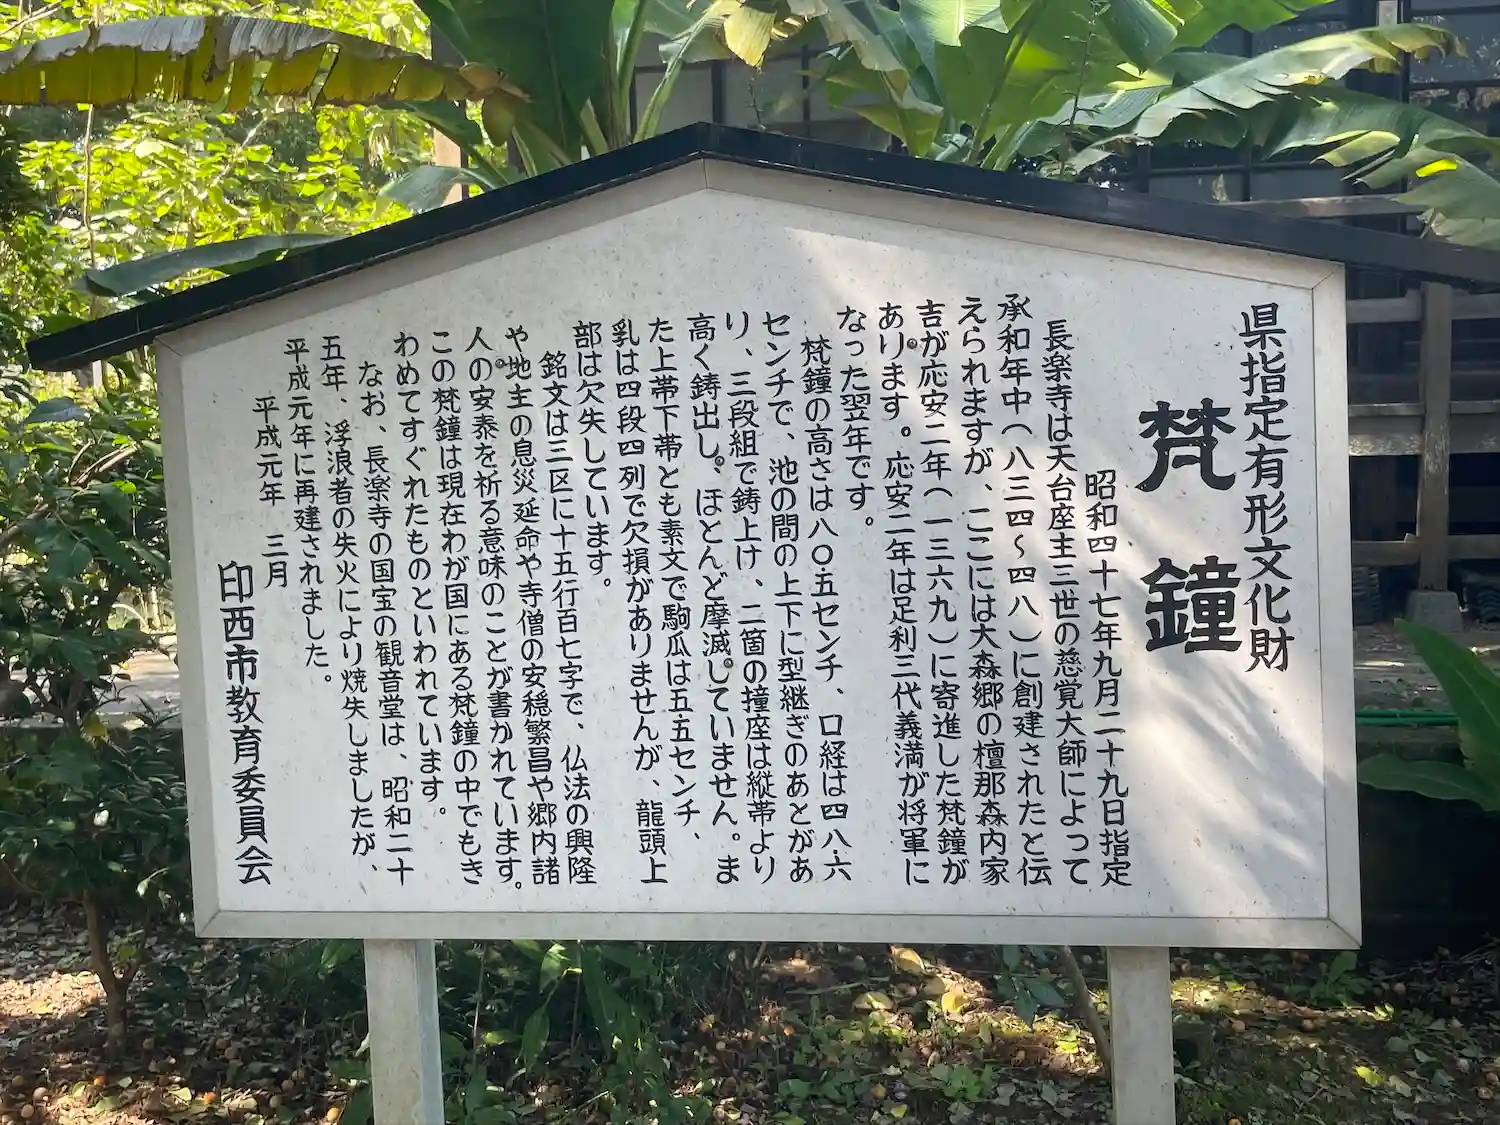 県指定有形文化財
梵鐘
昭和四十七年九月二十九日指定
長楽寺は天台座主三世の慈覚大師によって
承和年中(八三四〜四八)に創建されたと伝
えられますが、ここには大森郷の檀那森内家
吉が応安二年(一三六九)に寄進した梵鐘が
あります。応安二年は足利三代義満が将軍に
なった翌年です。
梵鐘の高さは八〇・五センチ、口経は四八・六
センチで、池の間の上下に型継ぎのあとがあ
り、三段組で鋳上け、二箇の撞座は縦帯より
高く鋳出し、ほとんど摩滅していません。ま
た上帯下帯とも素文で駒瓜は五・五センチ、
乳は四段四列で欠損がありませんが、龍頭上
部は欠失しています。
銘文は三区に十五行百七字で、仏法の興隆
や地主の息災延命や寺僧の安穏繁昌や郷内諸
人の安泰を祈る意味のことが書かれています。
この梵鐘は現在わが国にある梵鐘の中でもき
わめてすぐれたものといわれています。
なお、長楽寺の国宝の観音堂は、昭和二十
五年、浮浪者の失火により焼失しましたが、
平成元年に再建されました。
平成元年 三月
印西市教育委員会